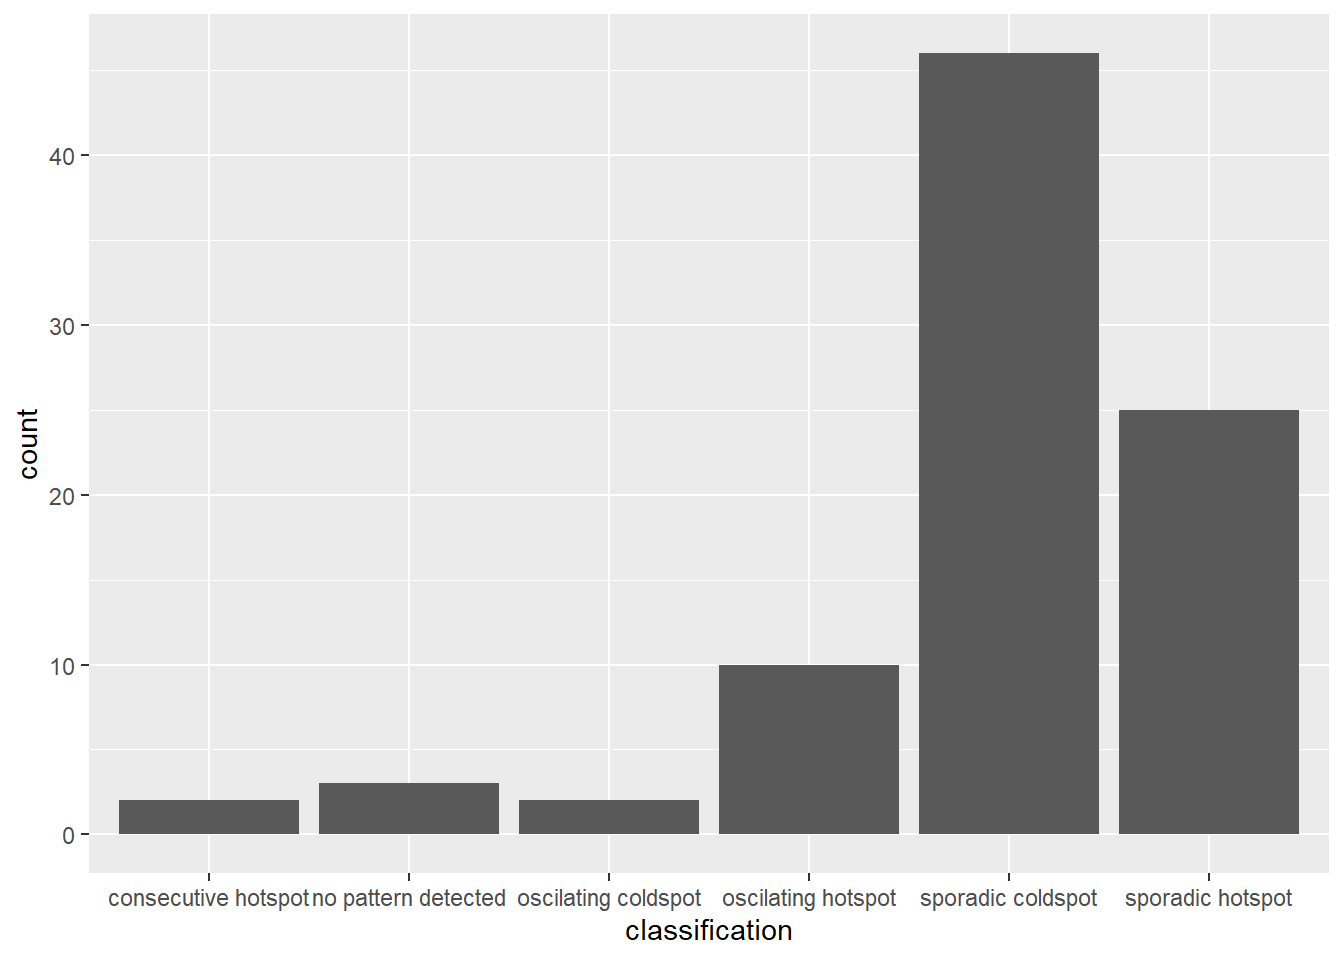 count
40
30
20
10
0
consecutive hotspot no pattern detected oscilating coldspot oscilating hotspot sporadic coldspot sporadic hotspot
classification